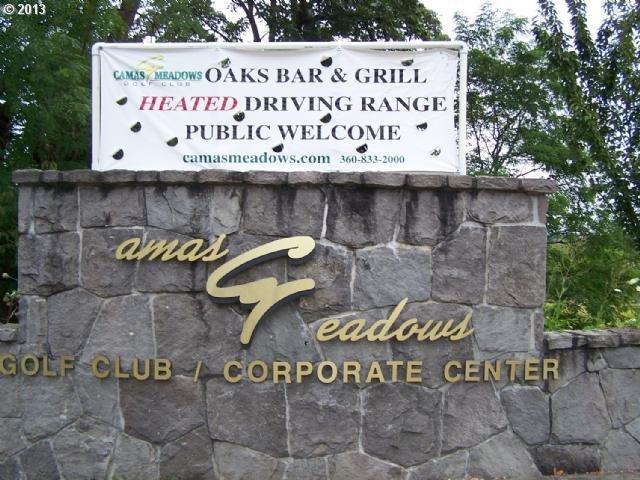 © 2013
CAMAS MEADOWS
GOLF CLUB
OAKS BAR & GRILL
HEATED DRIVING RANGE
PUBLIC WELCOME
camasmeadows.com 360-833-2000
amas
eadows
GOLF CLUB / CORPORATE CENTER